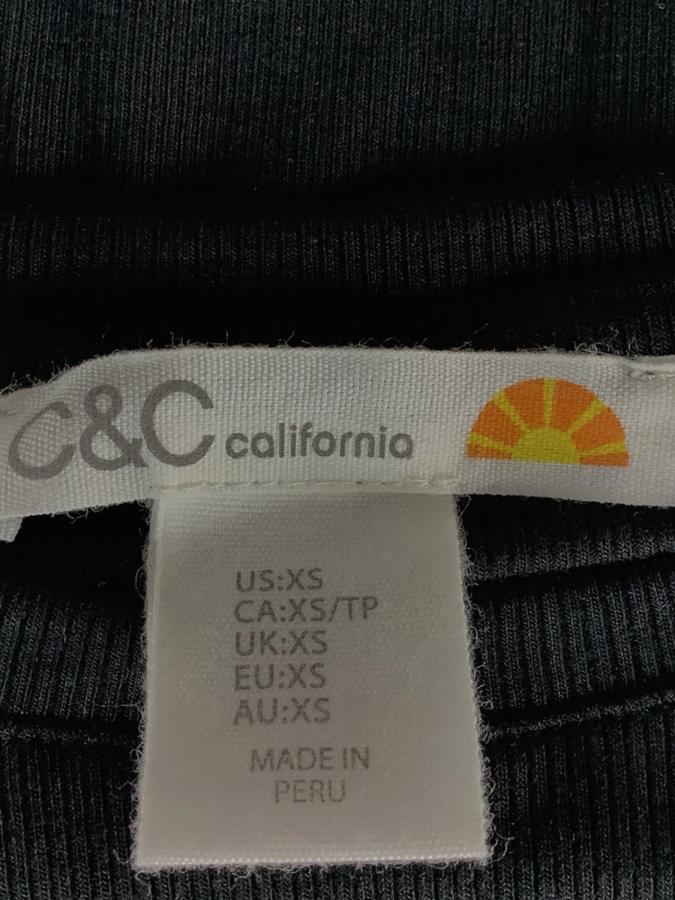 C&C california
US:XS
CA:XS/TP
UK:XS
EU:XS
AU:XS
MADE IN
PERU